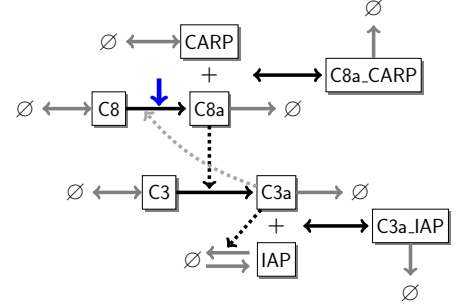 ∅
∅ CARP
+ C8a_CARP
∅ C8 C8a ∅
∅ C3 C3a ∅
+ C3a_IAP
∅ IAP
∅